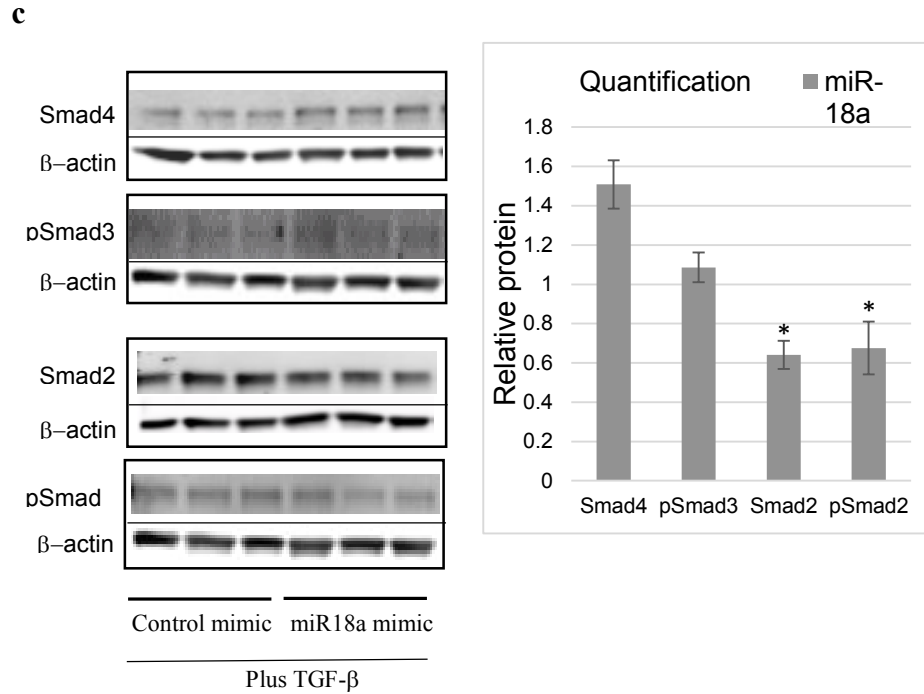 c
Smad4
β–actin
pSmad3
β–actin
Smad2
β–actin
pSmad
β–actin
Control mimic
miR18a mimic
Plus TGF-β
Quantification
miR-
18a
Relative protein
1.8
1.6
1.4
1.2
1
0.8
0.6
0.4
0.2
0
*
*
Smad4 pSmad3 Smad2 pSmad2